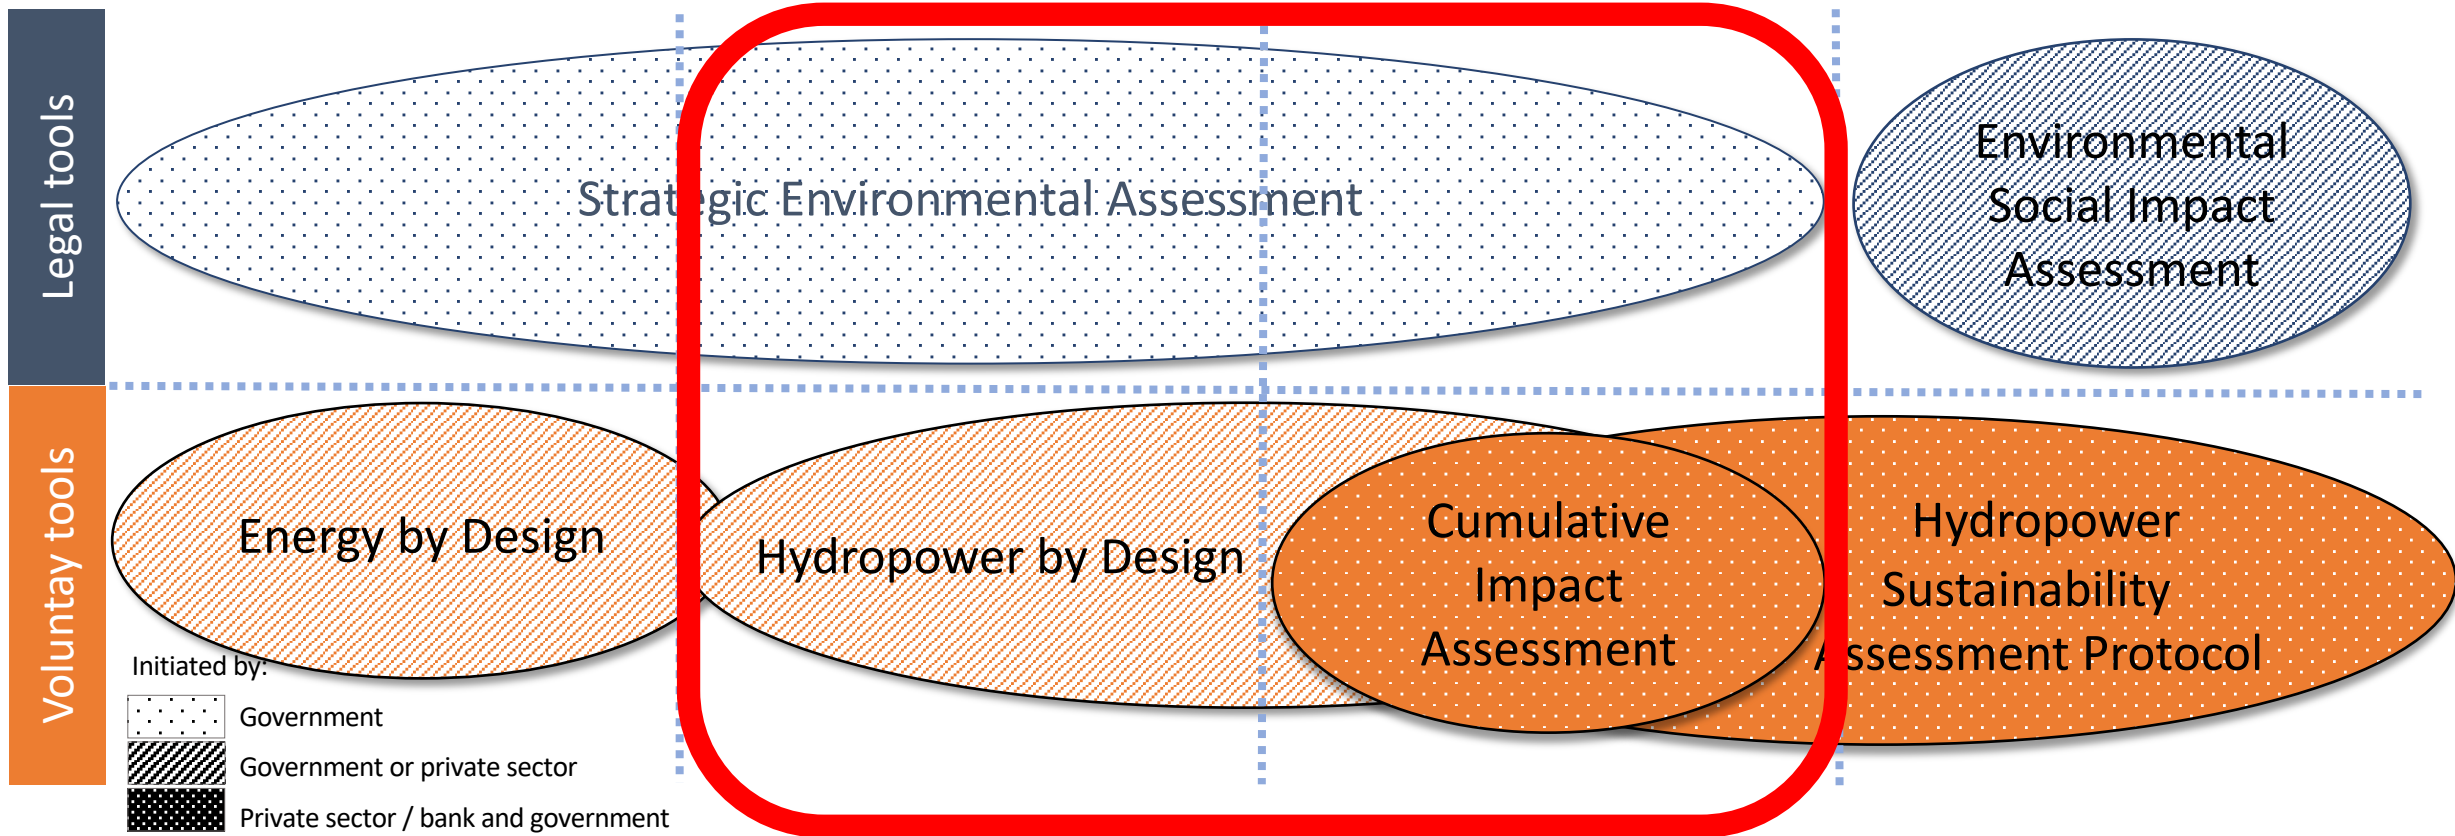 Legal tools
Strategic Environmental Assessment
Environmental
Social Impact
Assessment
Voluntay tools
Energy by Design
Hydropower by Design
Cumulative
Impact
Assessment
Hydropower
Sustainability
Assessment Protocol
Initiated by:
Government
Government or private sector
Private sector / bank and government